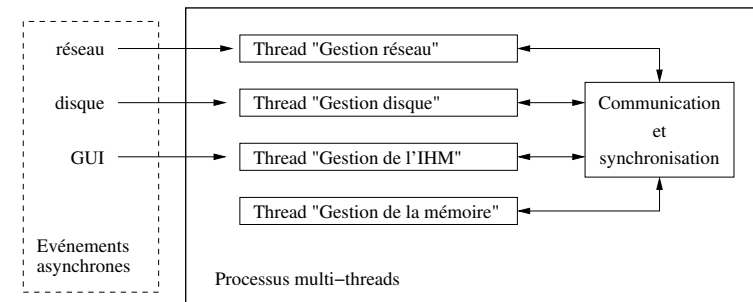 réseau
Thread "Gestion réseau"
disque
Thread "Gestion disque"
Communication
et
synchronisation
GUI
Thread "Gestion de l'IHM"
Thread "Gestion de la mémoire"
Evénements
asynchrones
Processus multi−threads